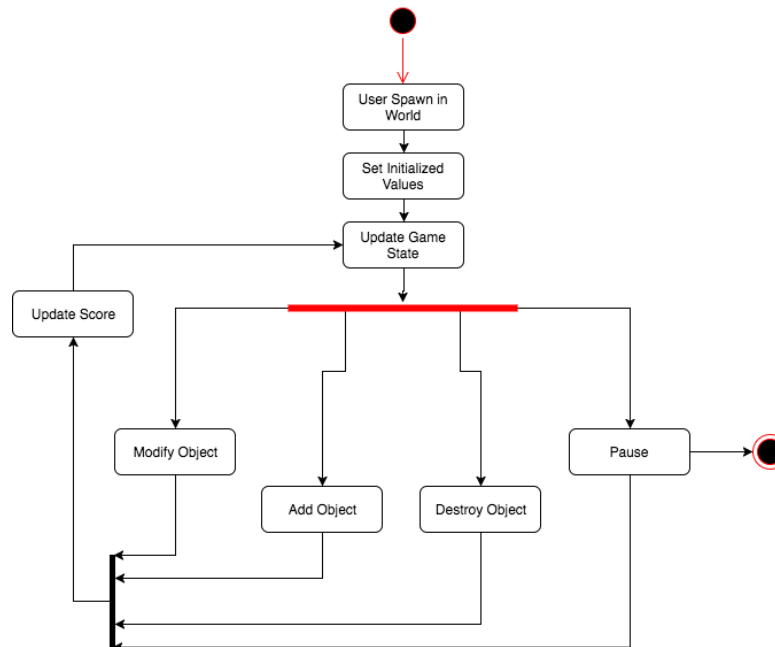 User Spawn in
World
Set Initialized
Values
Update Game
State
Update Score
Modify Object
Pause
Add Object
Destroy Object